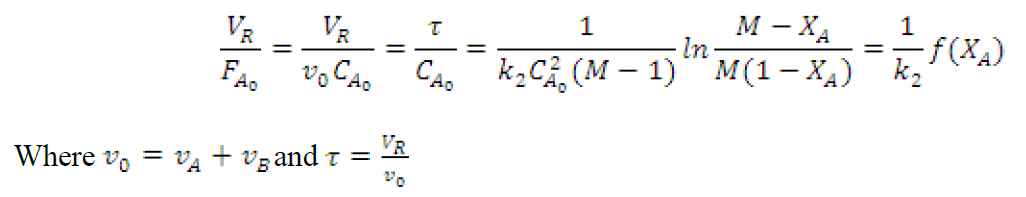 V_R / F_{A_0} = V_R / (v_0 C_{A_0}) = τ / C_{A_0} = 1 / (k_2 C_{A_0}^2 (M − 1)) ln (M − X_A) / (M(1 − X_A)) = 1 / k_2 f(X_A)
Where v_0 = v_A + v_B and τ = V_R / v_0